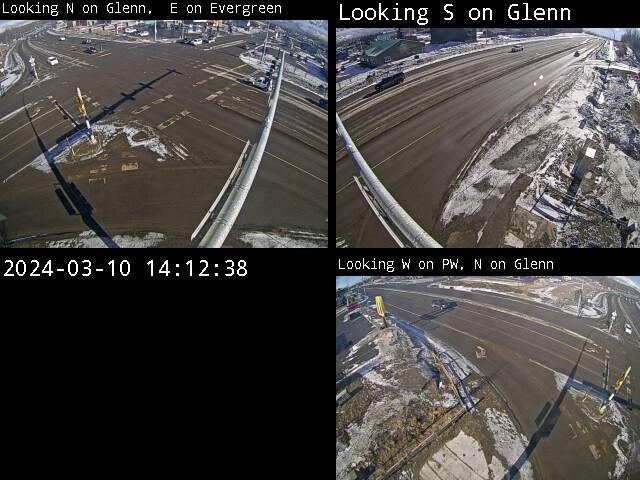 Looking N on Glenn,  E on Evergreen
Looking S on Glenn
2024-03-10 14:12:38
Looking W on PW, N on Glenn